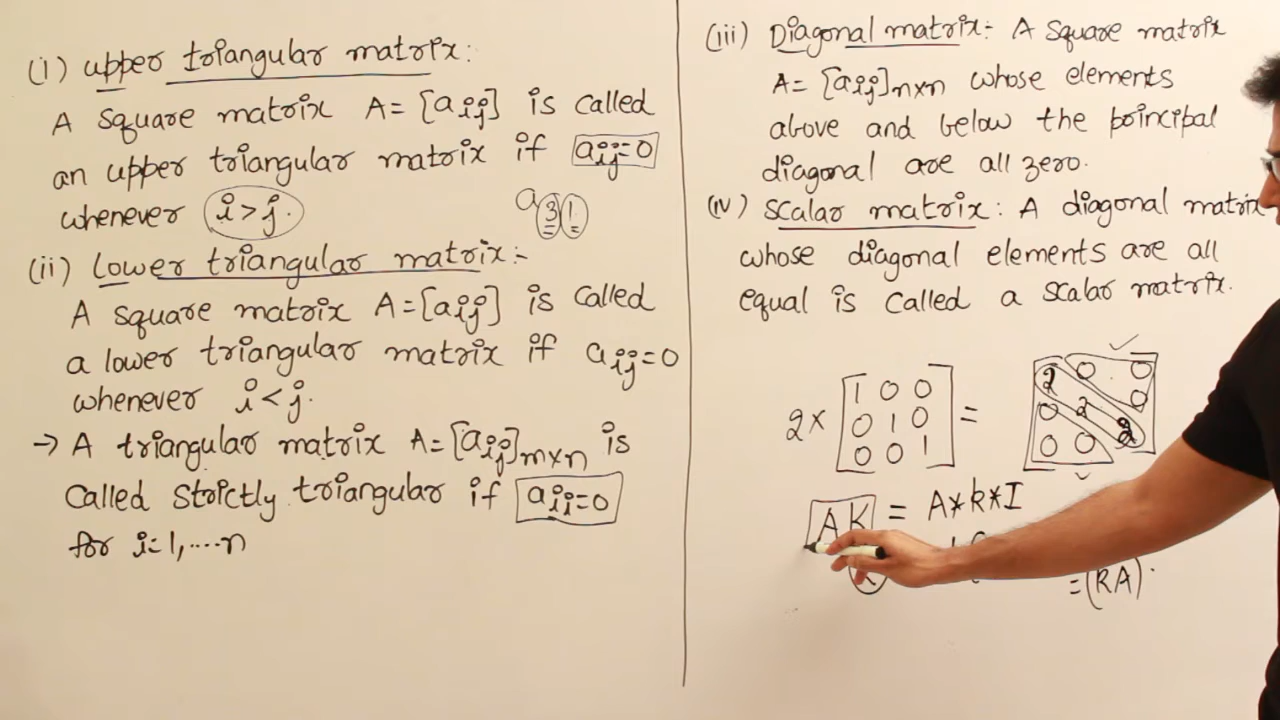 (i) upper triangular matrix:
A square matrix A = [aij] is called
an upper triangular matrix if aij=0
whenever i > j.
a31
(ii) Lower triangular matrix:-
A square matrix A = [aij] is called
a lower triangular matrix if aij=0
whenever i < j.
→ A triangular matrix A = [aij]m×n is
called strictly triangular if aii=0
for i=1,....n
(iii) Diagonal matrix:- A square matrix
A = [aij]n×n whose elements
above and below the principal
diagonal are all zero.
(iv) Scalar matrix: A diagonal matrix
whose diagonal elements are all
equal is called a scalar matrix.
2 × [1 0 0
0 1 0
0 0 1] =
[2 0 0
0 2 0
0 0 2]
AK = A*k*I
= (kA).